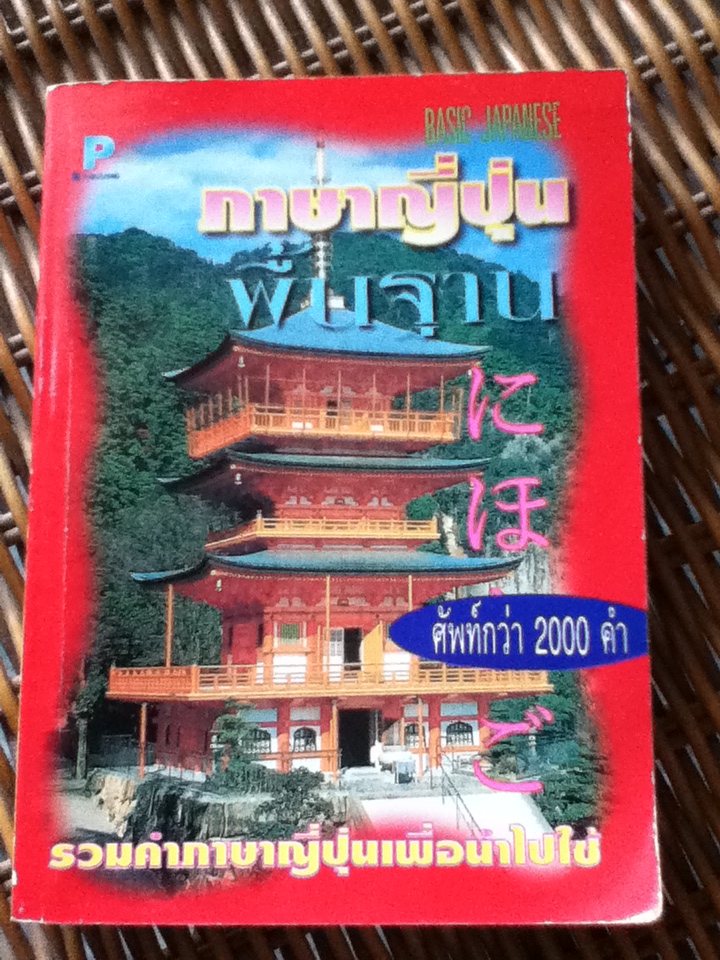 BASIC JAPANESE
P
ภาษาญี่ปุ่น
พื้นฐาน
に
ほ
ご
ศัพท์กว่า 2000 คำ
รวมคำภาษาญี่ปุ่นเพื่อนำไปใช้